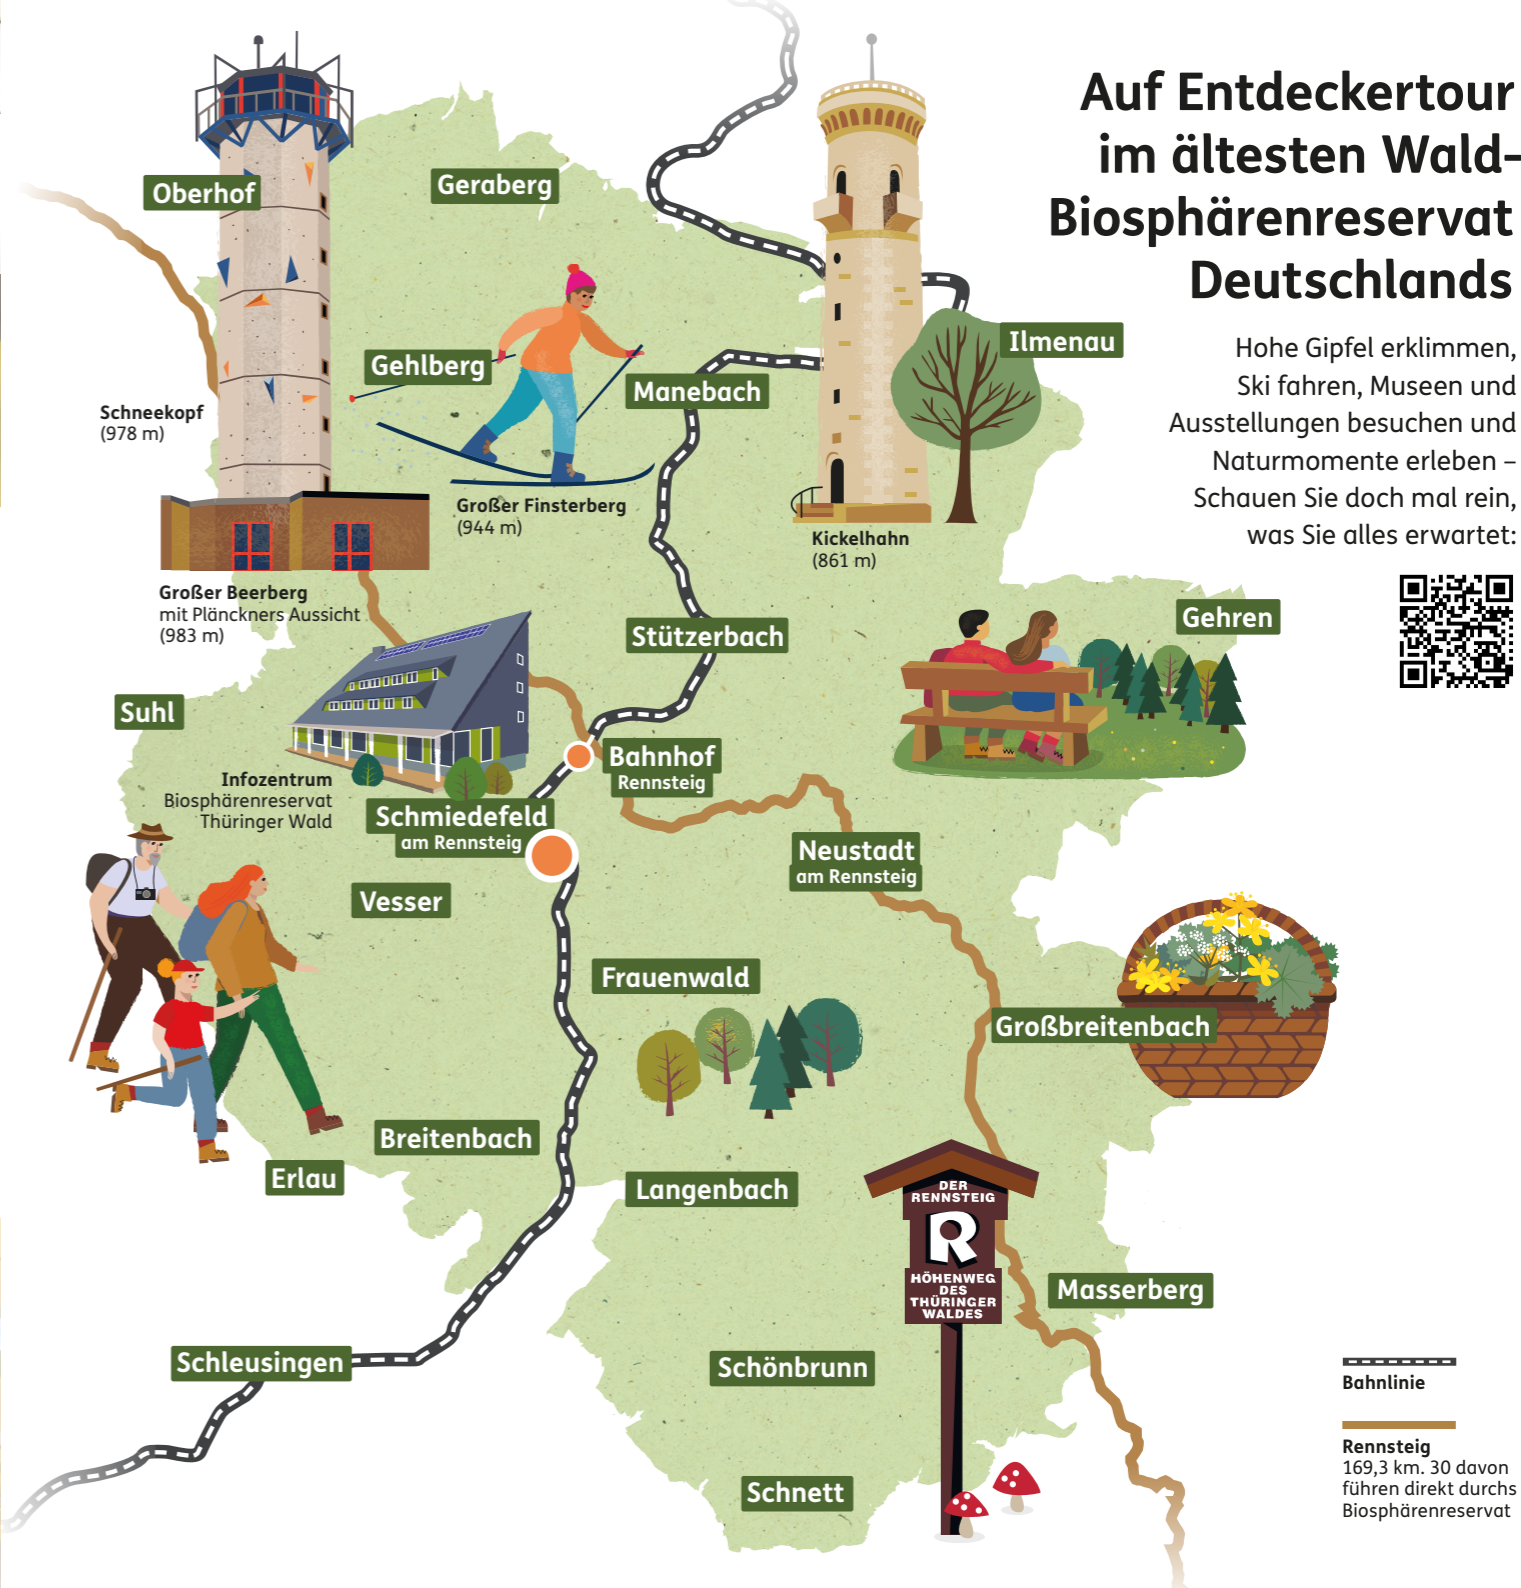 Auf Entdeckertour
im ältesten Wald-
Biosphärenreservat
Deutschlands
Hohe Gipfel erklimmen,
Ski fahren, Museen und
Ausstellungen besuchen und
Naturmomente erleben –
Schauen Sie doch mal rein,
was Sie alles erwartet:
Oberhof
Geraberg
Ilmenau
Gehlberg
Manebach
Schneekopf
(978 m)
Großer Finsterberg
(944 m)
Kickelhahn
(861 m)
Großer Beerberg
mit Plänckners Aussicht
(983 m)
Gehren
Stützerbach
Suhl
Bahnhof
Rennsteig
Infozentrum
Biosphärenreservat
Thüringer Wald
Schmiedefeld
am Rennsteig
Neustadt
am Rennsteig
Vesser
Frauenwald
Großbreitenbach
Breitenbach
Erlau
Langenbach
DER
RENNSTEIG
R
HÖHENWEG
DES
THÜRINGER
WALDES
Masserberg
Schleusingen
Schönbrunn
Schnett
Bahnlinie
Rennsteig
169,3 km. 30 davon
führen direkt durchs
Biosphärenreservat